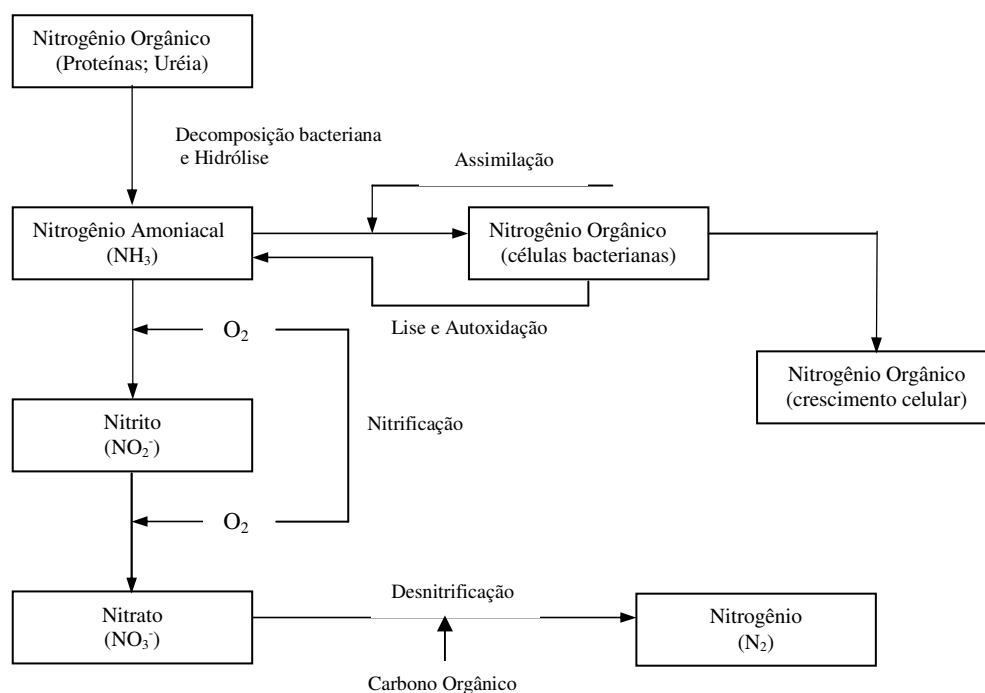 Nitrogênio Orgânico
(Proteínas; Uréia)
Decomposição bacteriana
e Hidrólise
Assimilação
Nitrogênio Amoniacal
(NH₃)
Nitrogênio Orgânico
(células bacterianas)
Lise e Autoxidação
O₂
Nitrogênio Orgânico
(crescimento celular)
Nitrito
(NO₂⁻)
Nitrificação
O₂
Nitrato
(NO₃⁻)
Desnitrificação
Nitrogênio
(N₂)
Carbono Orgânico